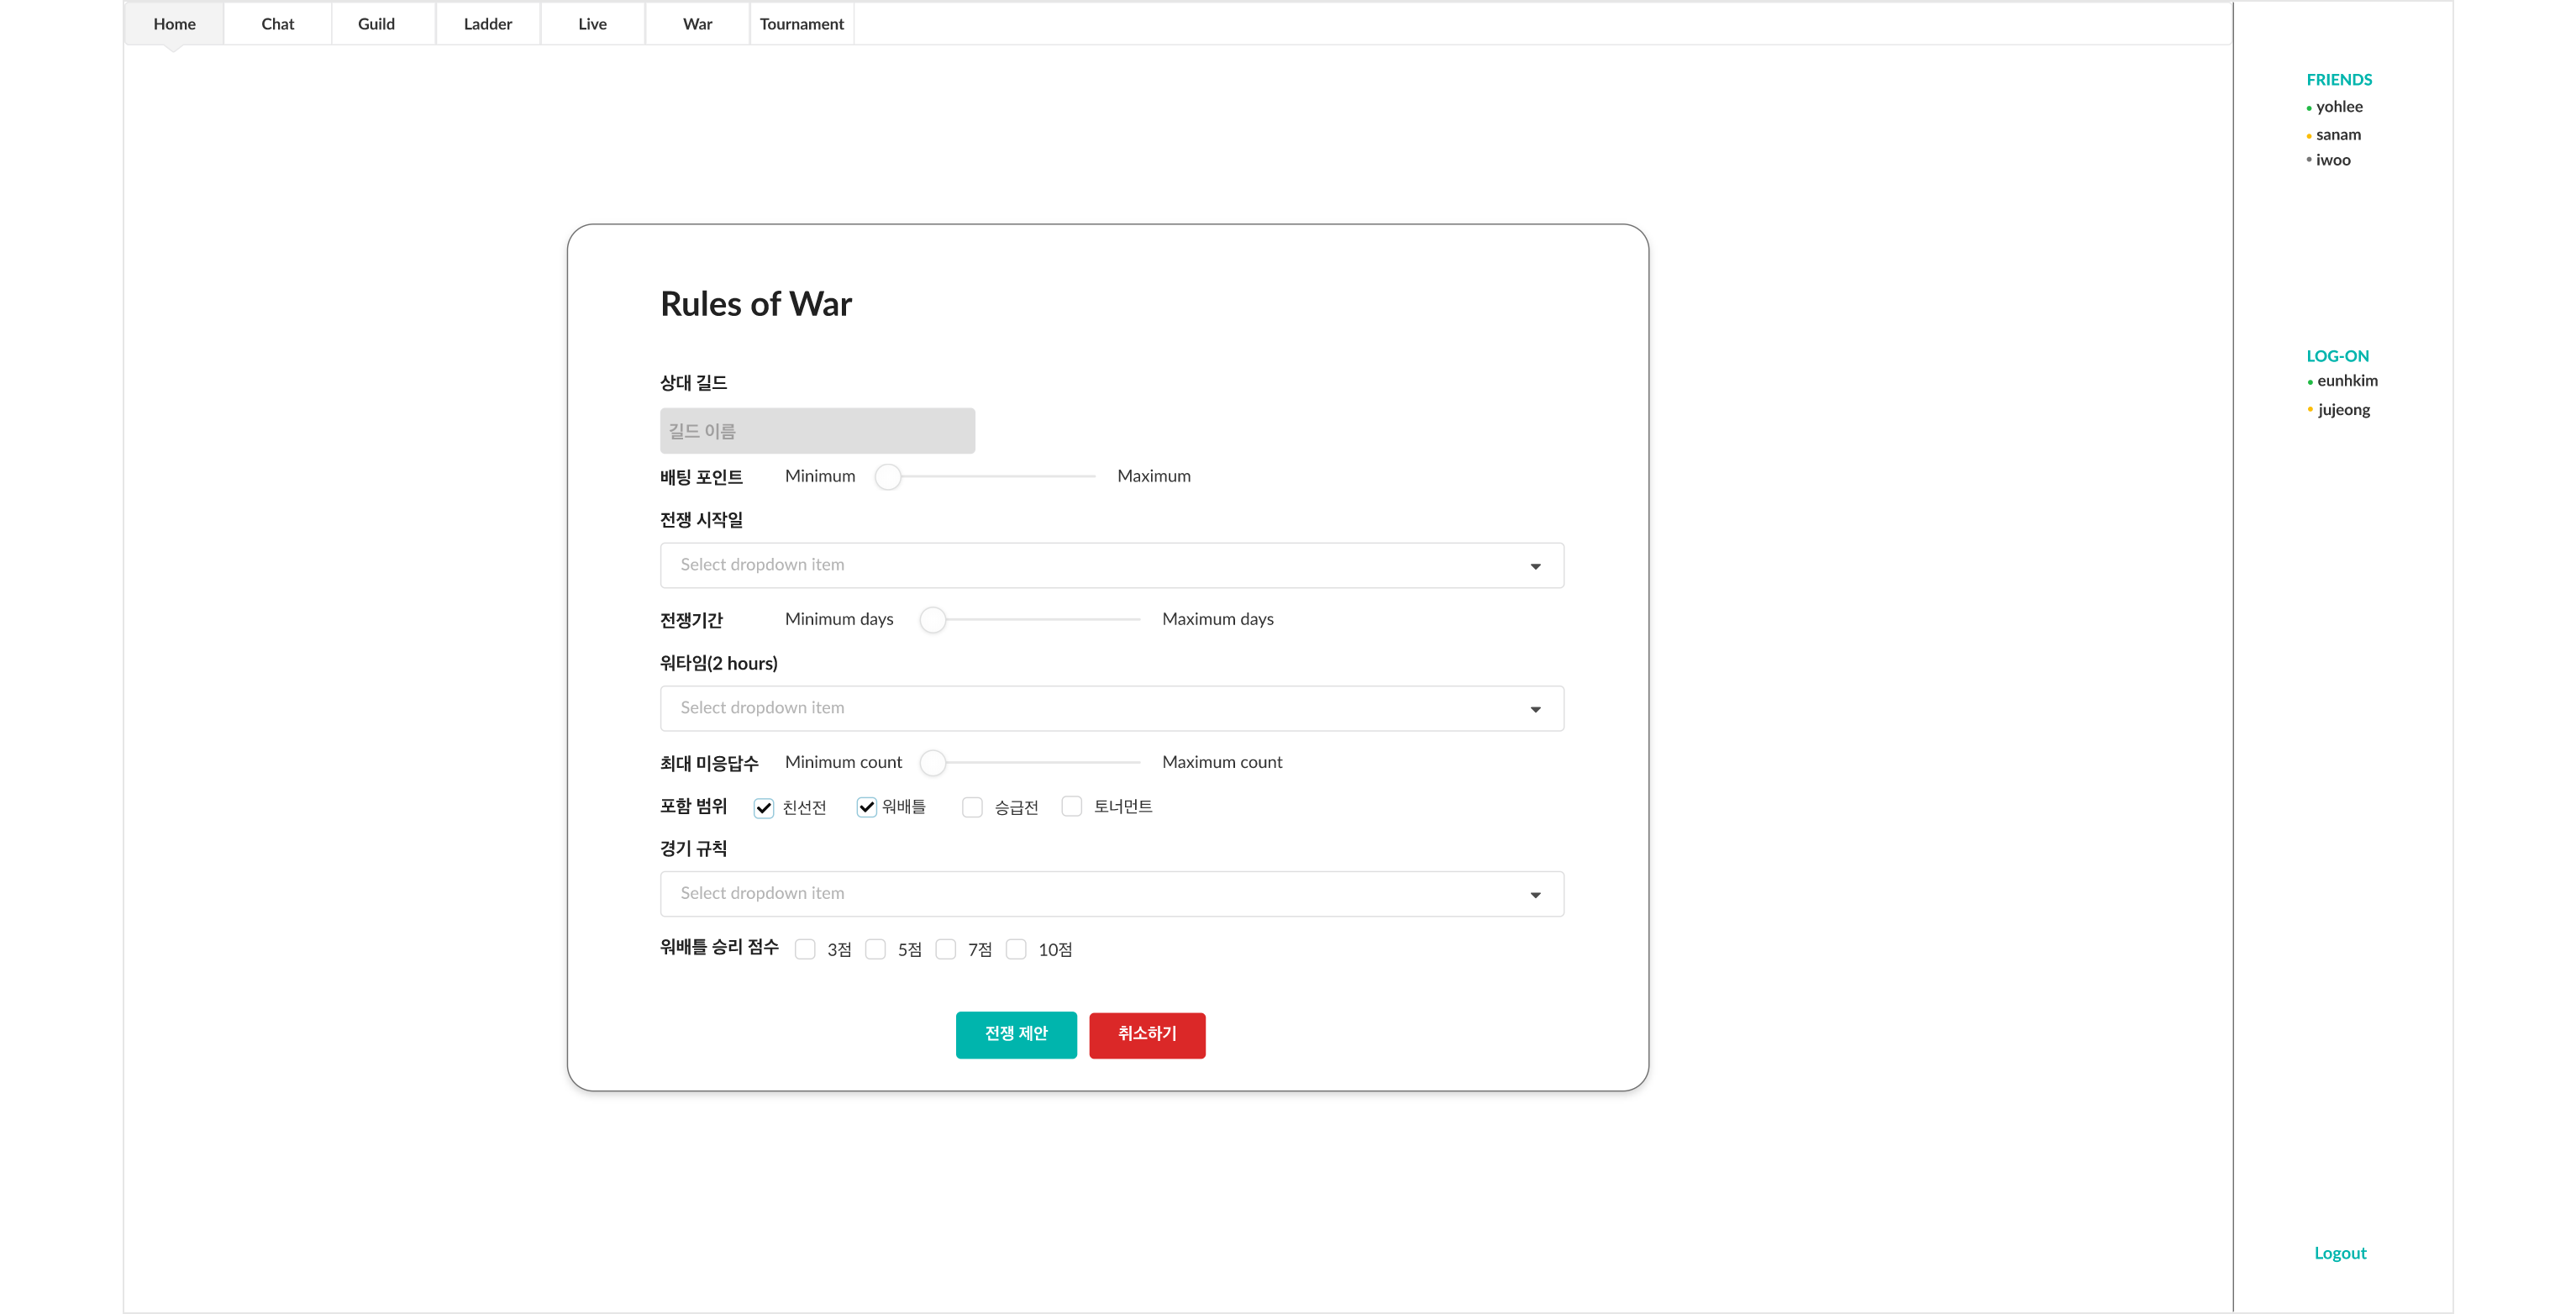 Home Chat Guild Ladder Live War Tournament
Rules of War
상대 길드
길드 이름
배팅 포인트 Minimum Maximum
전쟁 시작일
Select dropdown item
전쟁기간 Minimum days Maximum days
워타임(2 hours)
Select dropdown item
최대 미응답수 Minimum count Maximum count
포함 범위 친선전 워배틀 승급전 토너먼트
경기 규칙
Select dropdown item
워배틀 승리 점수 3점 5점 7점 10점
전쟁 제안 취소하기
FRIENDS
yohlee
sanam
iwoo
LOG-ON
eunhkim
jujeong
Logout